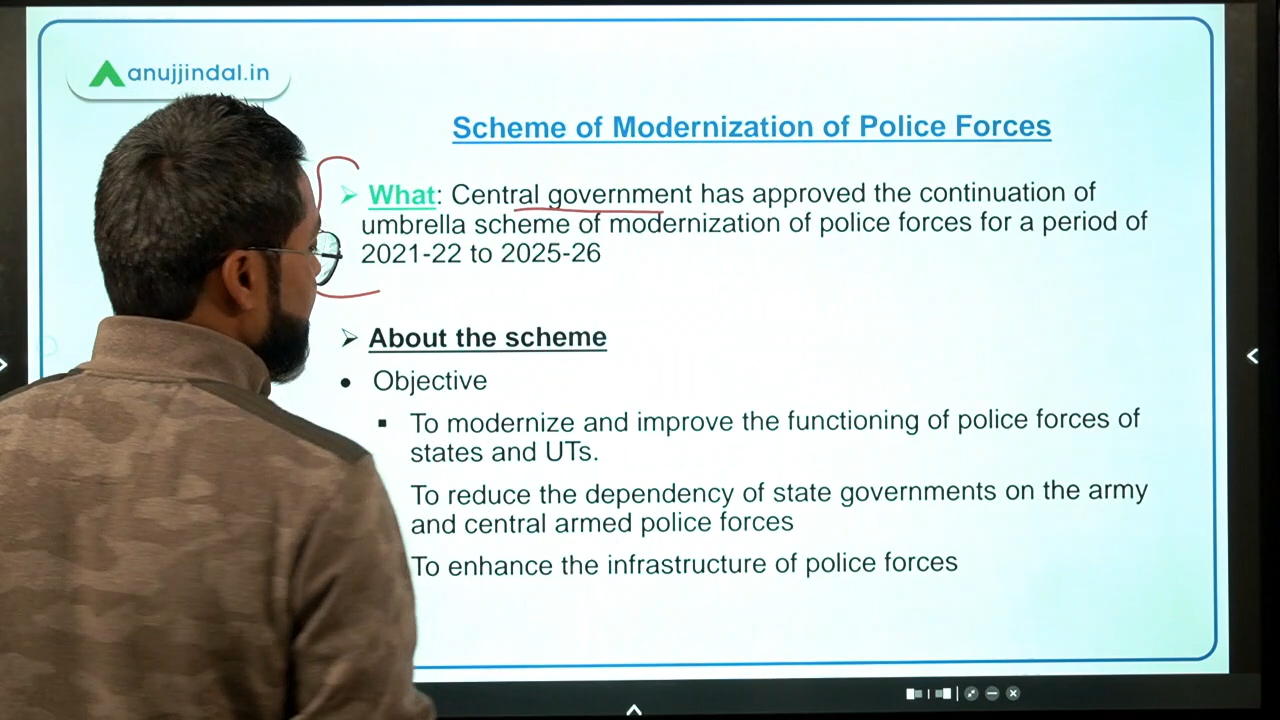 anujjindal.in
Scheme of Modernization of Police Forces
➢ What: Central government has approved the continuation of
umbrella scheme of modernization of police forces for a period of
2021-22 to 2025-26
➢ About the scheme
• Objective
▪ To modernize and improve the functioning of police forces of
states and UTs.
To reduce the dependency of state governments on the army
and central armed police forces
To enhance the infrastructure of police forces